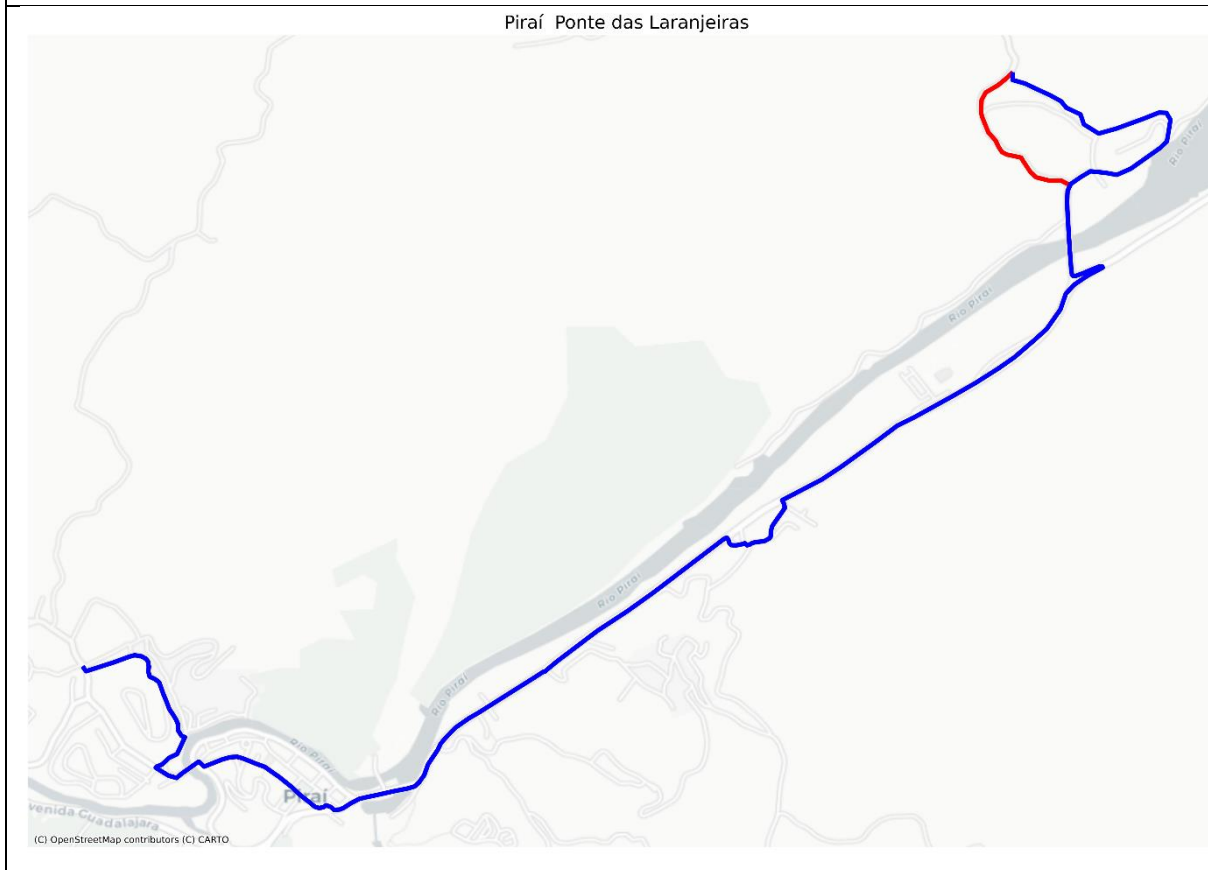 Piraí  Ponte das Laranjeiras
Rio Piraí
Rio Piraí
Rio Piraí
Rio Piraí
Rio Piraí
Piraí
venida Guadalajara
(C) OpenStreetMap contributors (C) CARTO